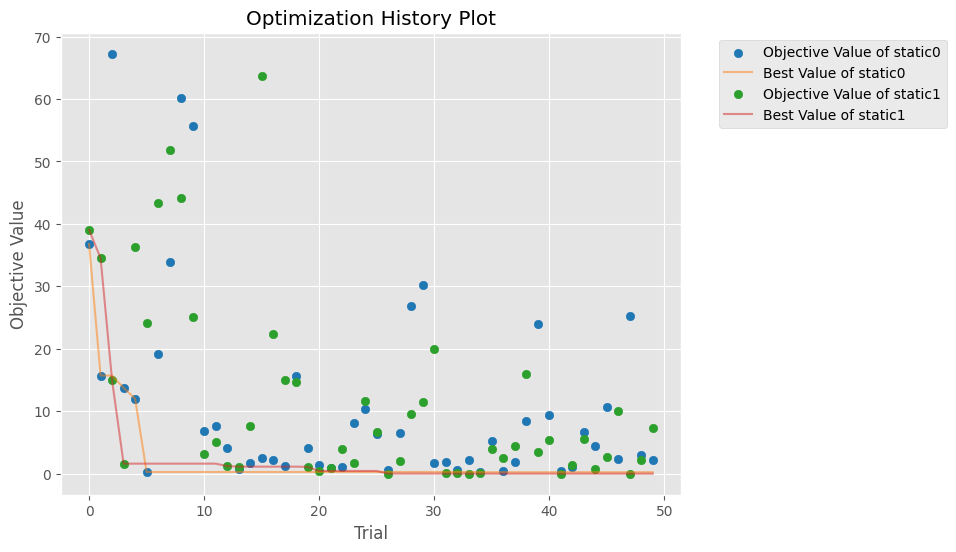 Optimization History Plot
Objective Value of static0
Best Value of static0
Objective Value of static1
Best Value of static1
Objective Value
70
60
50
40
30
20
10
0
0 10 20 30 40 50
Trial